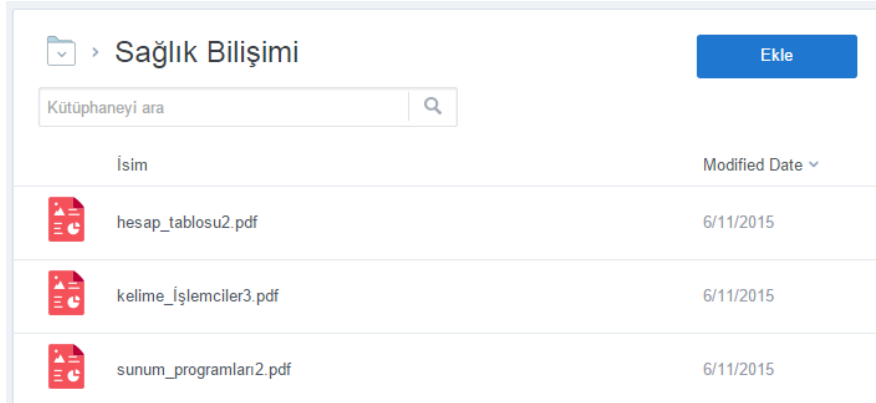 Sağlık Bilişimi
Ekle
Kütüphaneyi ara
İsim Modified Date
hesap_tablosu2.pdf 6/11/2015
kelime_İşlemciler3.pdf 6/11/2015
sunum_programları2.pdf 6/11/2015